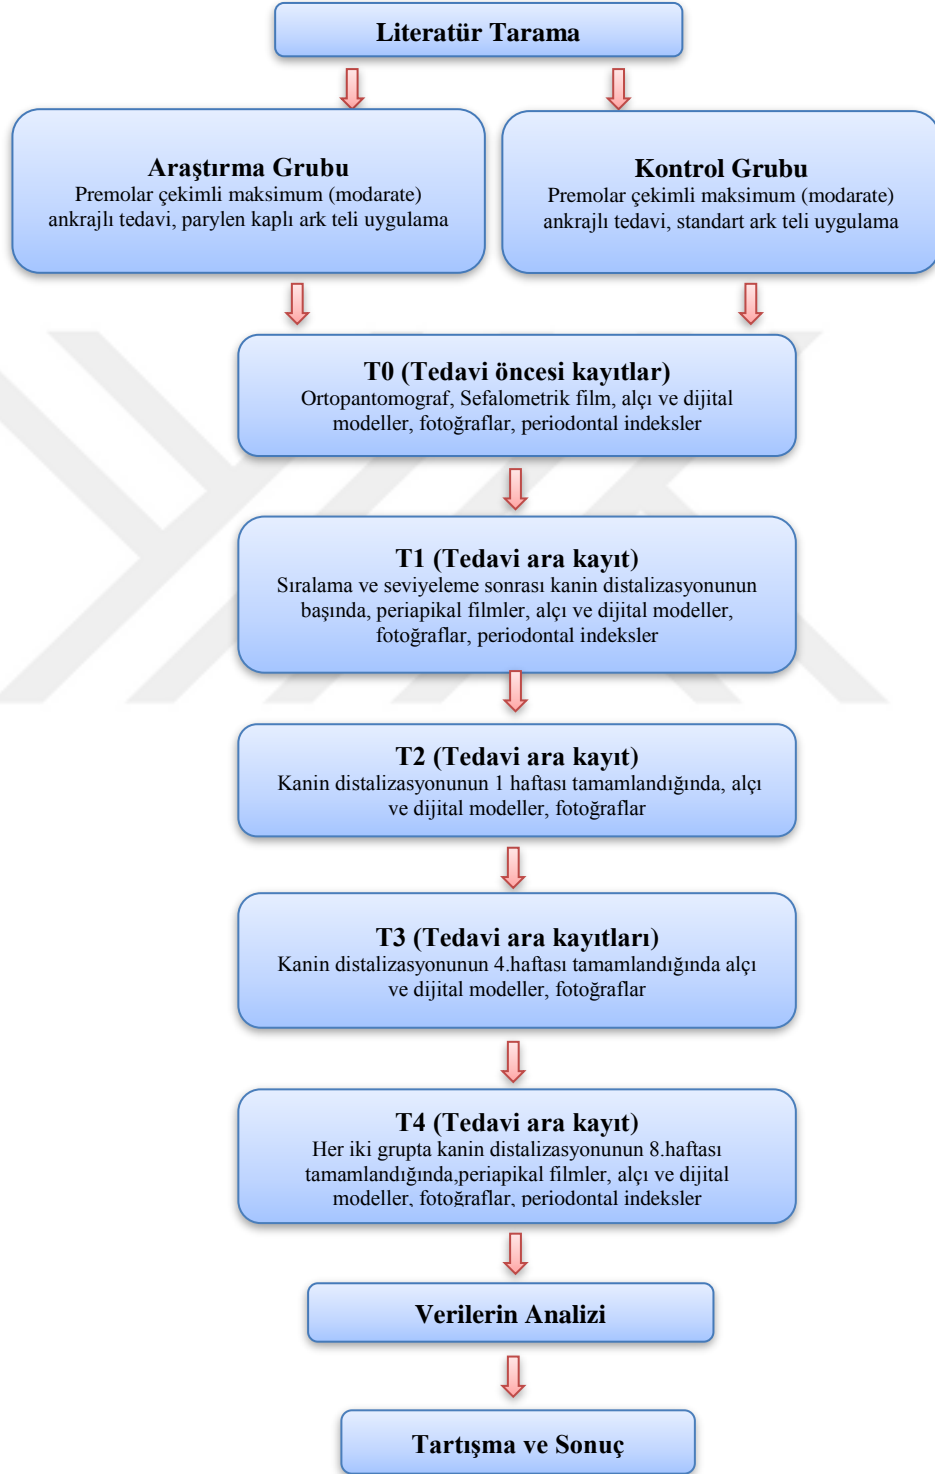 Literatür Tarama
Araştırma Grubu
Premolar çekimli maksimum (modarate)
ankrajlı tedavi, parylen kaplı ark teli uygulama
Kontrol Grubu
Premolar çekimli maksimum (modarate)
ankrajlı tedavi, standart ark teli uygulama
T0 (Tedavi öncesi kayıtlar)
Ortopantomograf, Sefalometrik film, alçı ve dijital
modeller, fotoğraflar, periodontal indeksler
T1 (Tedavi ara kayıt)
Sıralama ve seviyeleme sonrası kanin distalizasyonunun
başında, periapikal filmler, alçı ve dijital modeller,
fotoğraflar, periodontal indeksler
T2 (Tedavi ara kayıt)
Kanin distalizasyonunun 1 haftası tamamlandığında, alçı
ve dijital modeller, fotoğraflar
T3 (Tedavi ara kayıtları)
Kanin distalizasyonunun 4.haftası tamamlandığında alçı
ve dijital modeller, fotoğraflar
T4 (Tedavi ara kayıt)
Her iki grupta kanin distalizasyonunun 8.haftası
tamamlandığında,periapikal filmler, alçı ve dijital
modeller, fotoğraflar, periodontal indeksler
Verilerin Analizi
Tartışma ve Sonuç